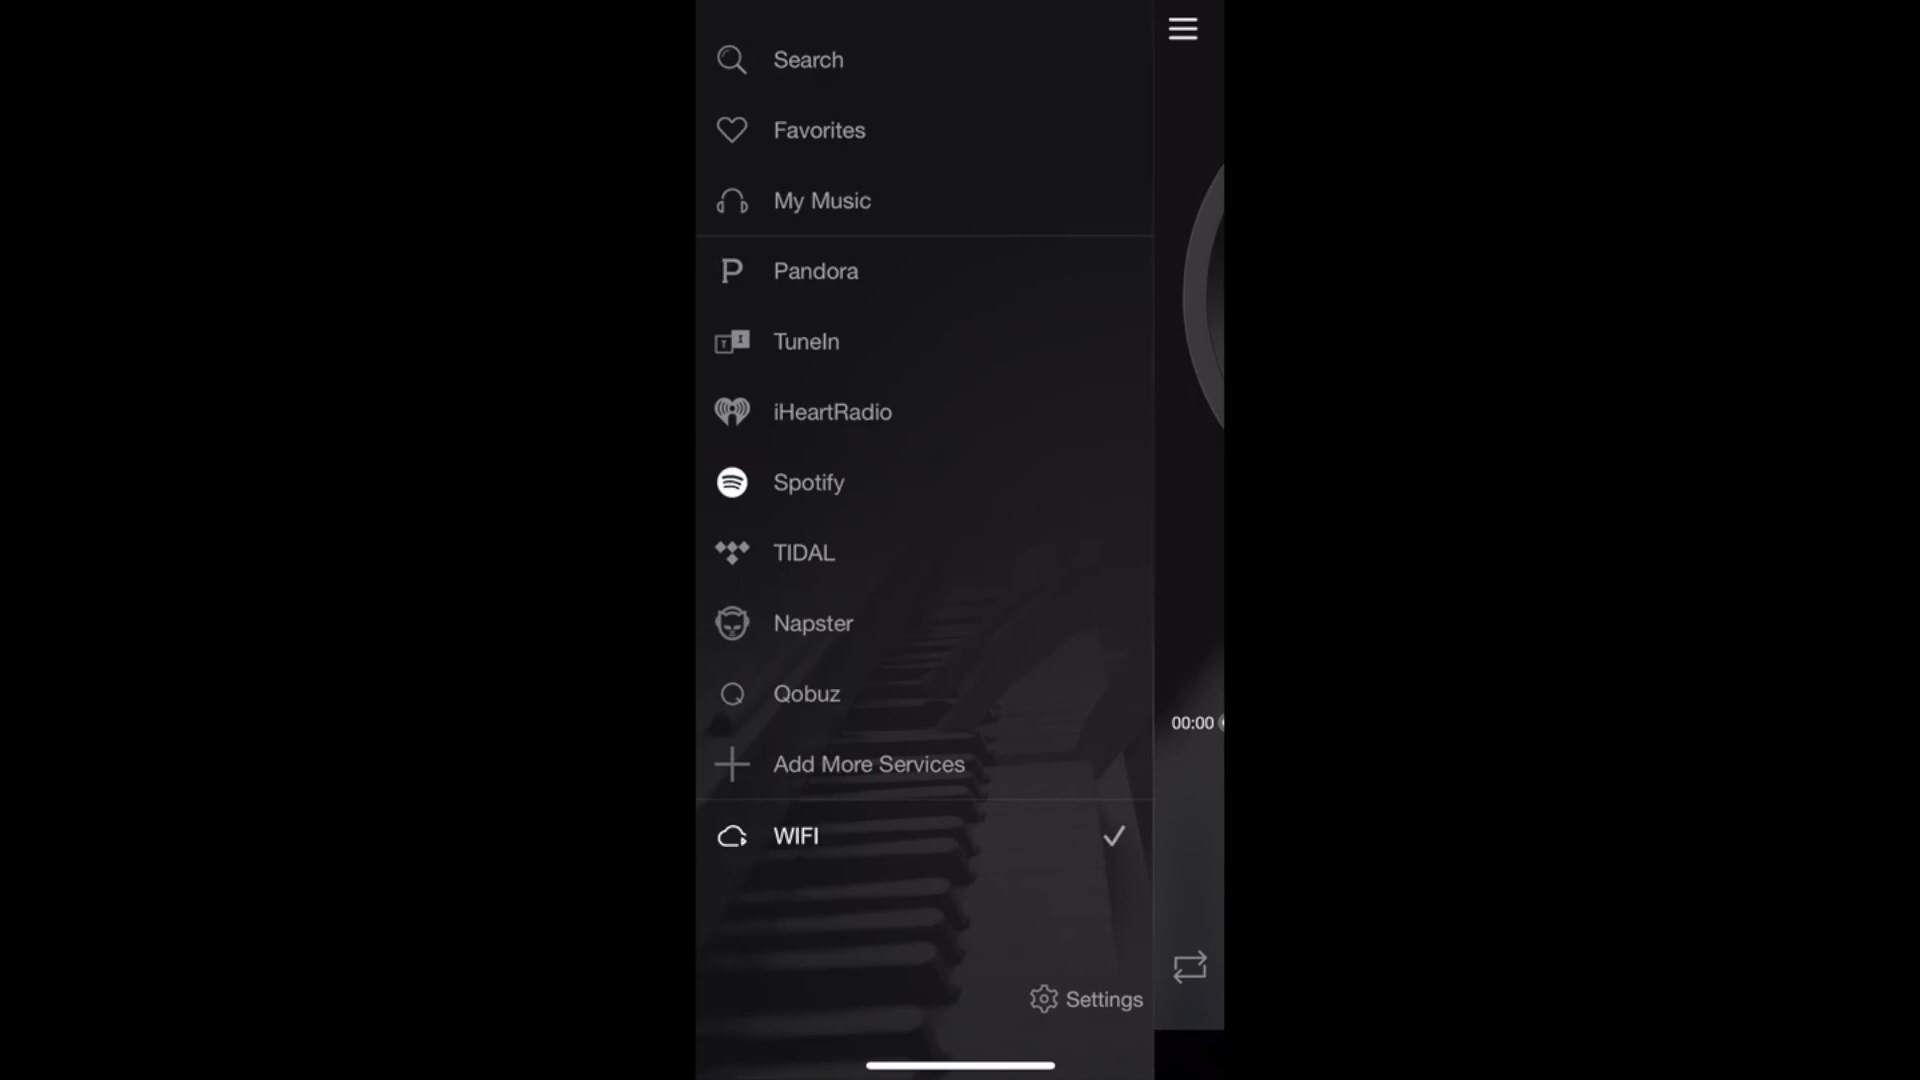 Search
Favorites
My Music
Pandora
TuneIn
iHeartRadio
Spotify
TIDAL
Napster
Qobuz
Add More Services
WIFI
00:00
Settings